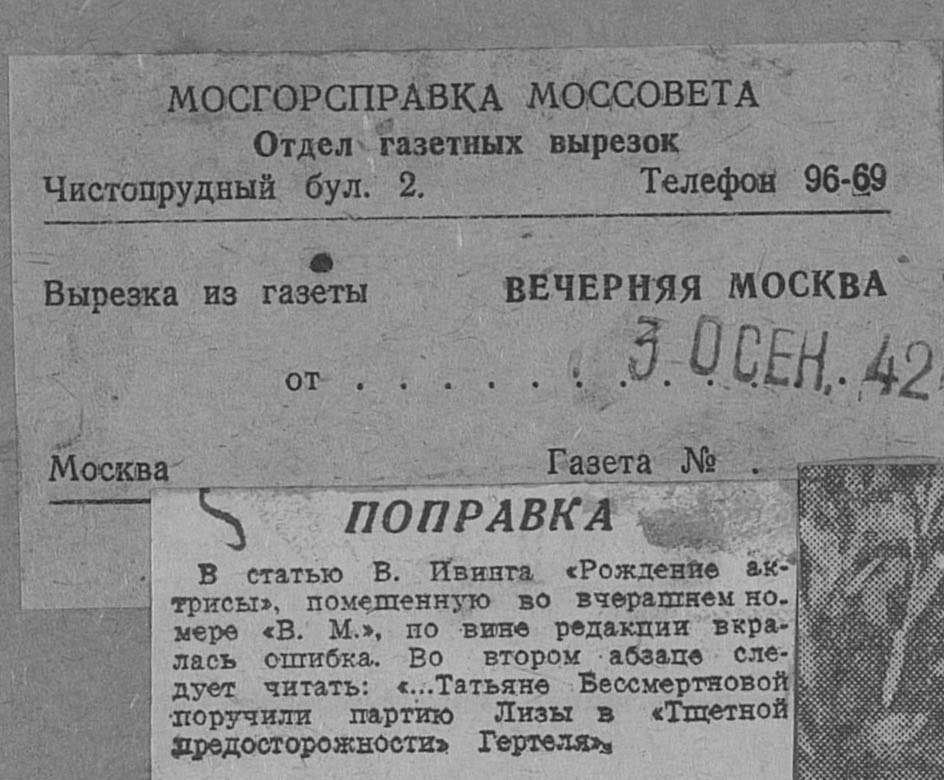 МОСГОРСПРАВКА МОССОВЕТА
Отдел газетных вырезок
Чистопрудный бул. 2. Телефон 96-69
Вырезка из газеты ВЕЧЕРНЯЯ МОСКВА
от . . . . . . . . . . . 30 СЕН. 42
Москва Газета № .
ПОПРАВКА
В статью В. Ивинга «Рождение ак-
трисы», помещенную во вчерашнем но-
мере «В. М.», по вине редакции вкра-
лась ошибка. Во втором абзаце сле-
дует читать: «...Татьяне Бессмертновой
поручили партию Лизы в «Тщетной
предосторожности» Гертеля».